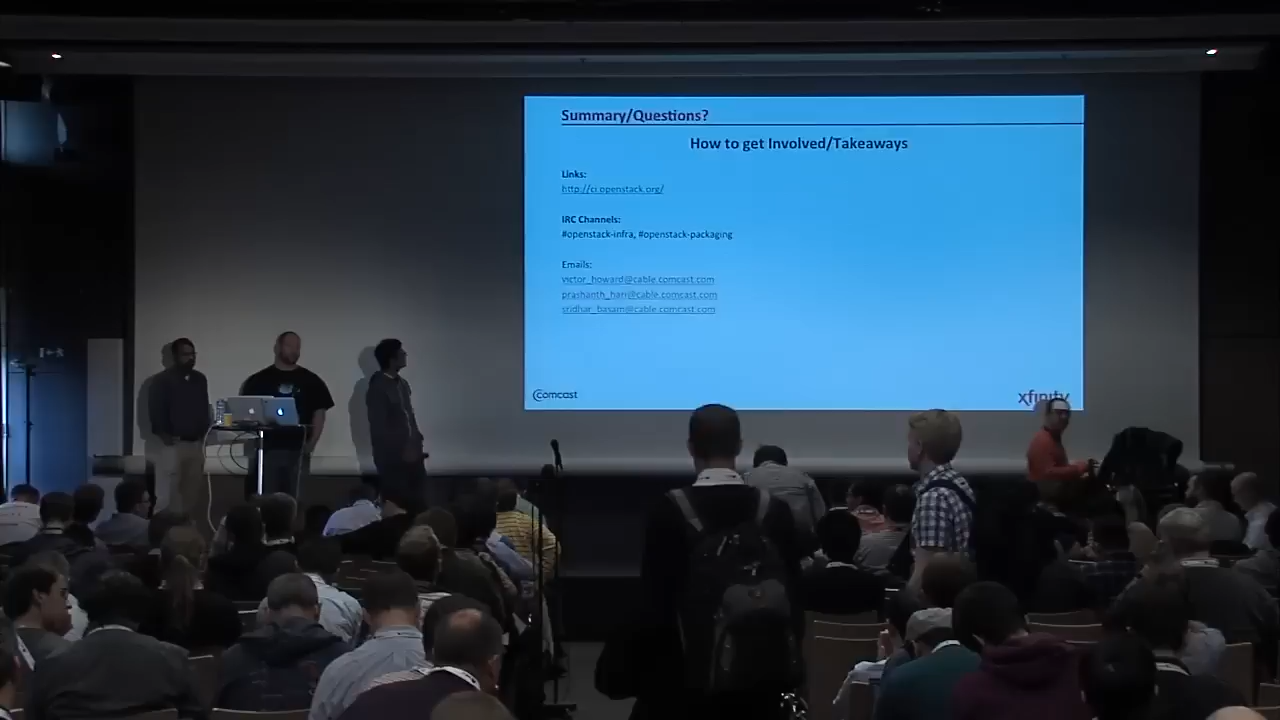 Summary/Questions?
How to get Involved/Takeaways
Links:
http://ci.openstack.org/
IRC Channels:
#openstack-infra, #openstack-packaging
Emails:
victor_howard@cable.comcast.com
prashanth_hari@cable.comcast.com
sridhar_basam@cable.comcast.com
comcast
xfinity